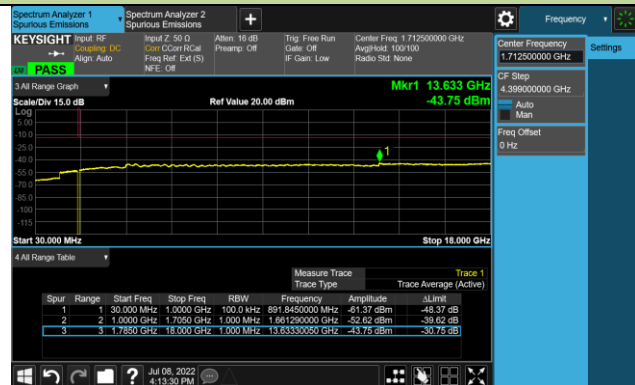 Spectrum Analyzer 1
Spurious Emissions
Spectrum Analyzer 2
Spurious Emissions
+
Frequency
KEYSIGHT
Input: RF
Coupling: DC
Align: Auto
Input Z: 50 Ω
Corr CCorr RCal
Freq Ref: Ext (S)
NFE: Off
Atten: 16 dB
Preamp: Off
Trig: Free Run
Gate: Off
IF Gain: Low
Center Freq: 1.712500000 GHz
Avg|Hold: 100/100
Radio Std: None
PASS
Center Frequency
1.712500000 GHz
Settings
CF Step
4.399000000 GHz
Auto
Man
Freq Offset
0 Hz
3 All Range Graph
Mkr1 13.633 GHz
Scale/Div 15.0 dB
Ref Value 20.00 dBm
-43.75 dBm
Log
5.00
-10.0
-25.0
-40.0
-55.0
-70.0
-85.0
-100
-115
1
Start 30.000 MHz
Stop 18.000 GHz
4 All Range Table
Measure Trace Trace 1
Trace Type Trace Average (Active)
Spur Range Start Freq Stop Freq RBW Frequency Amplitude ΔLimit
1 1 30.000 MHz 1.0000 GHz 100.0 kHz 891.8450000 MHz -61.37 dBm -48.37 dB
2 2 1.0000 GHz 1.7050 GHz 1.000 MHz 1.661290000 GHz -52.62 dBm -39.62 dB
3 3 1.7850 GHz 18.000 GHz 1.000 MHz 13.63330050 GHz -43.75 dBm -30.75 dB
?
Jul 08, 2022
4:13:30 PM